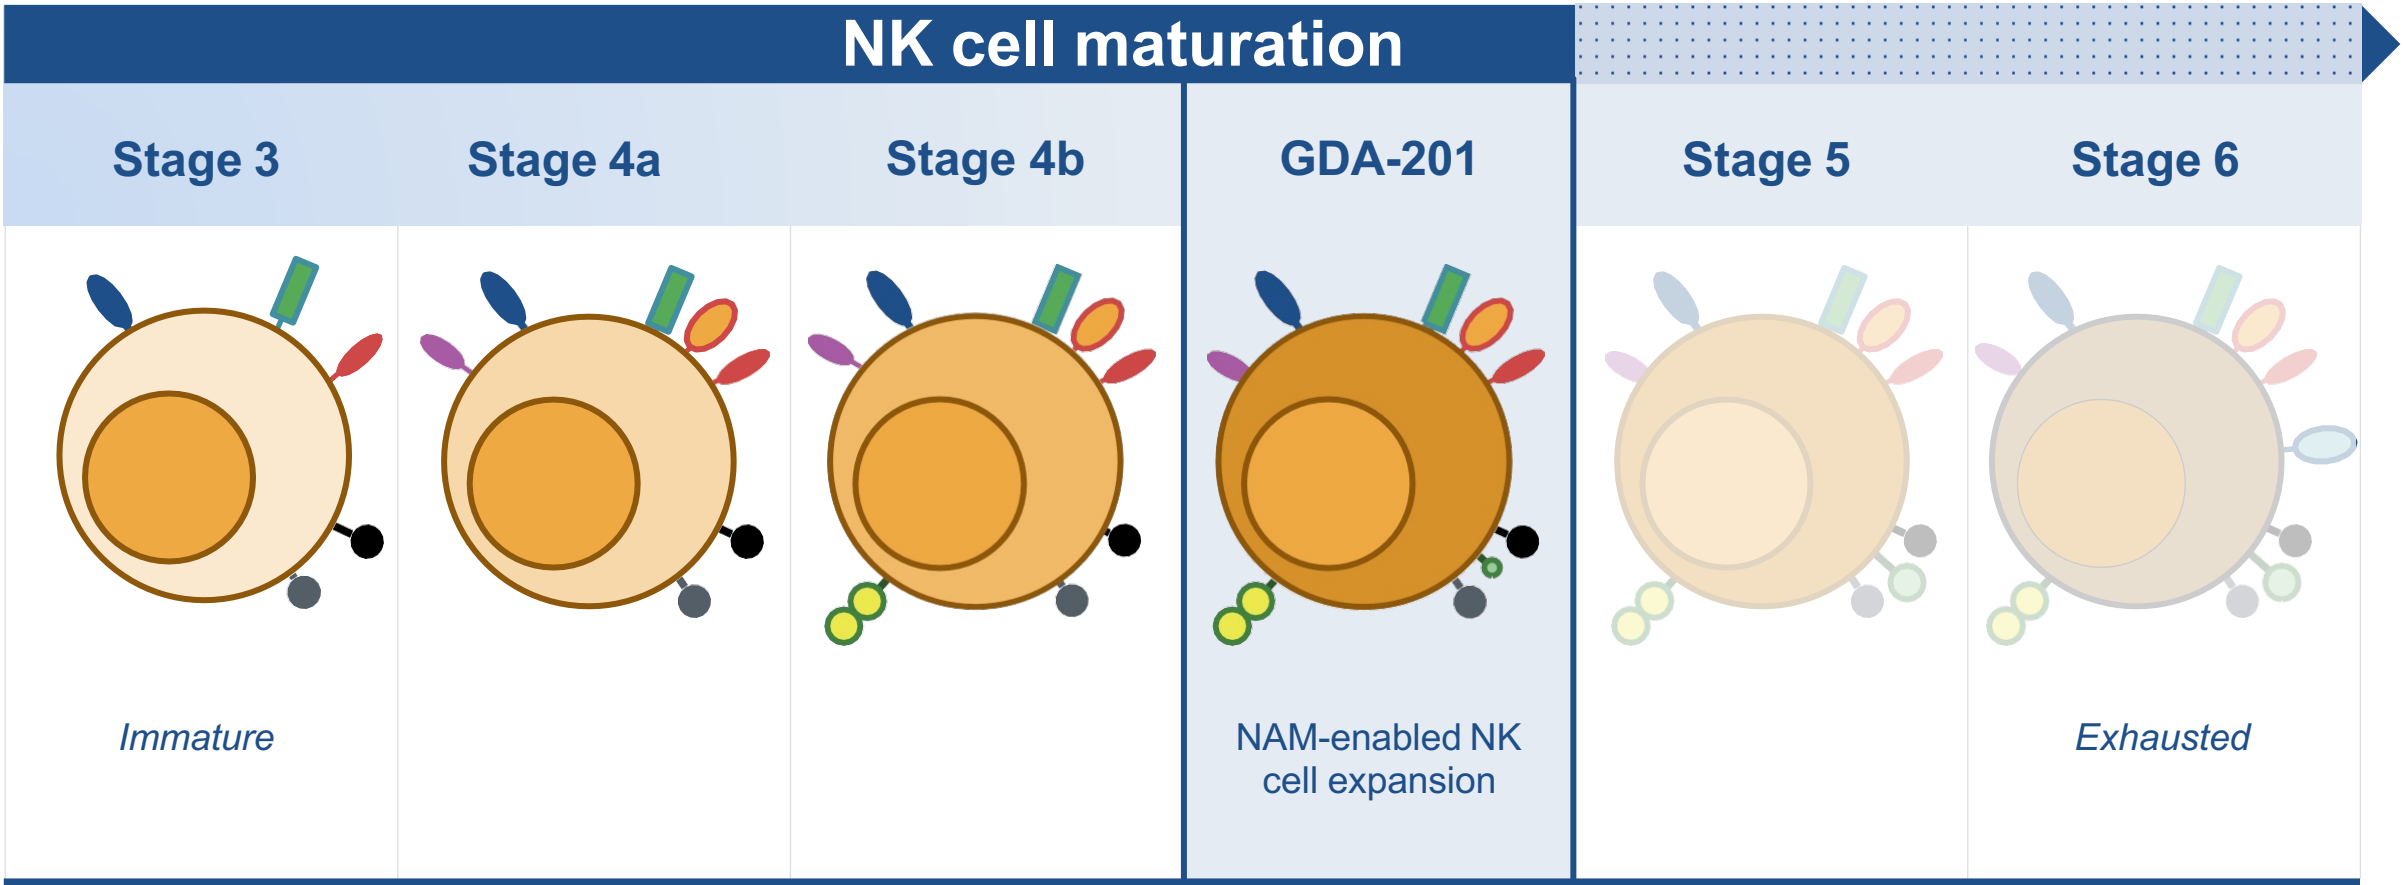 NK cell maturation
Stage 3
Stage 4a
Stage 4b
GDA-201
Stage 5
Stage 6
Immature
NAM-enabled NK
cell expansion
Exhausted